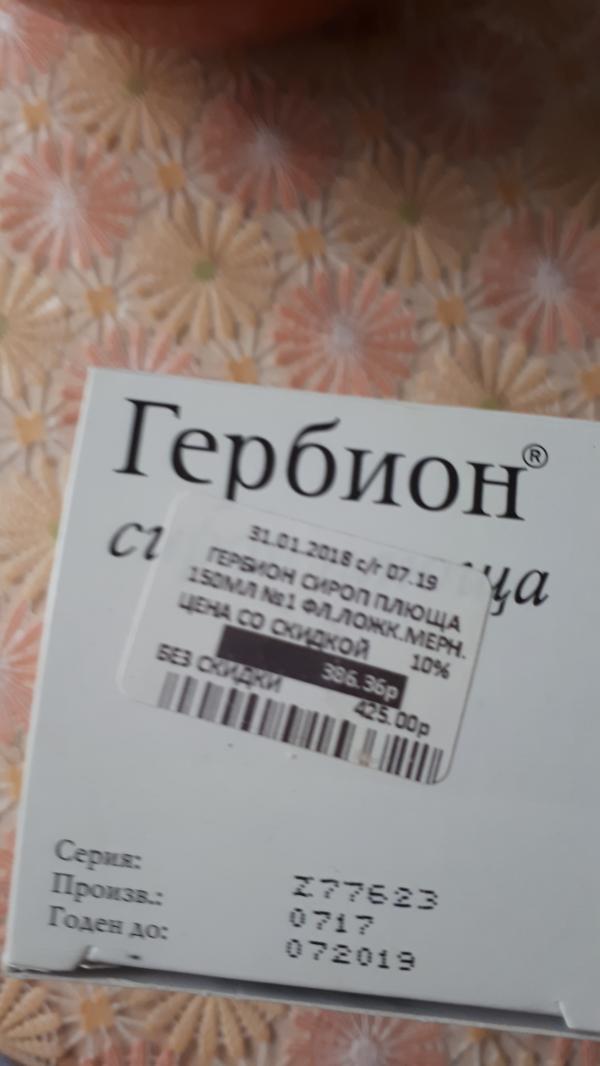 Гербион®
31.01.2018 с/г 07.19
ГЕРБИОН СИРОП ПЛЮЩА
150МЛ №1 ФЛ.ЛОЖК.МЕРН.
ЦЕНА СО СКИДКОЙ 10%
386.36р
БЕЗ СКИДКИ 425.00р
Серия: Z77623
Произв.: 0717
Годен до: 072019